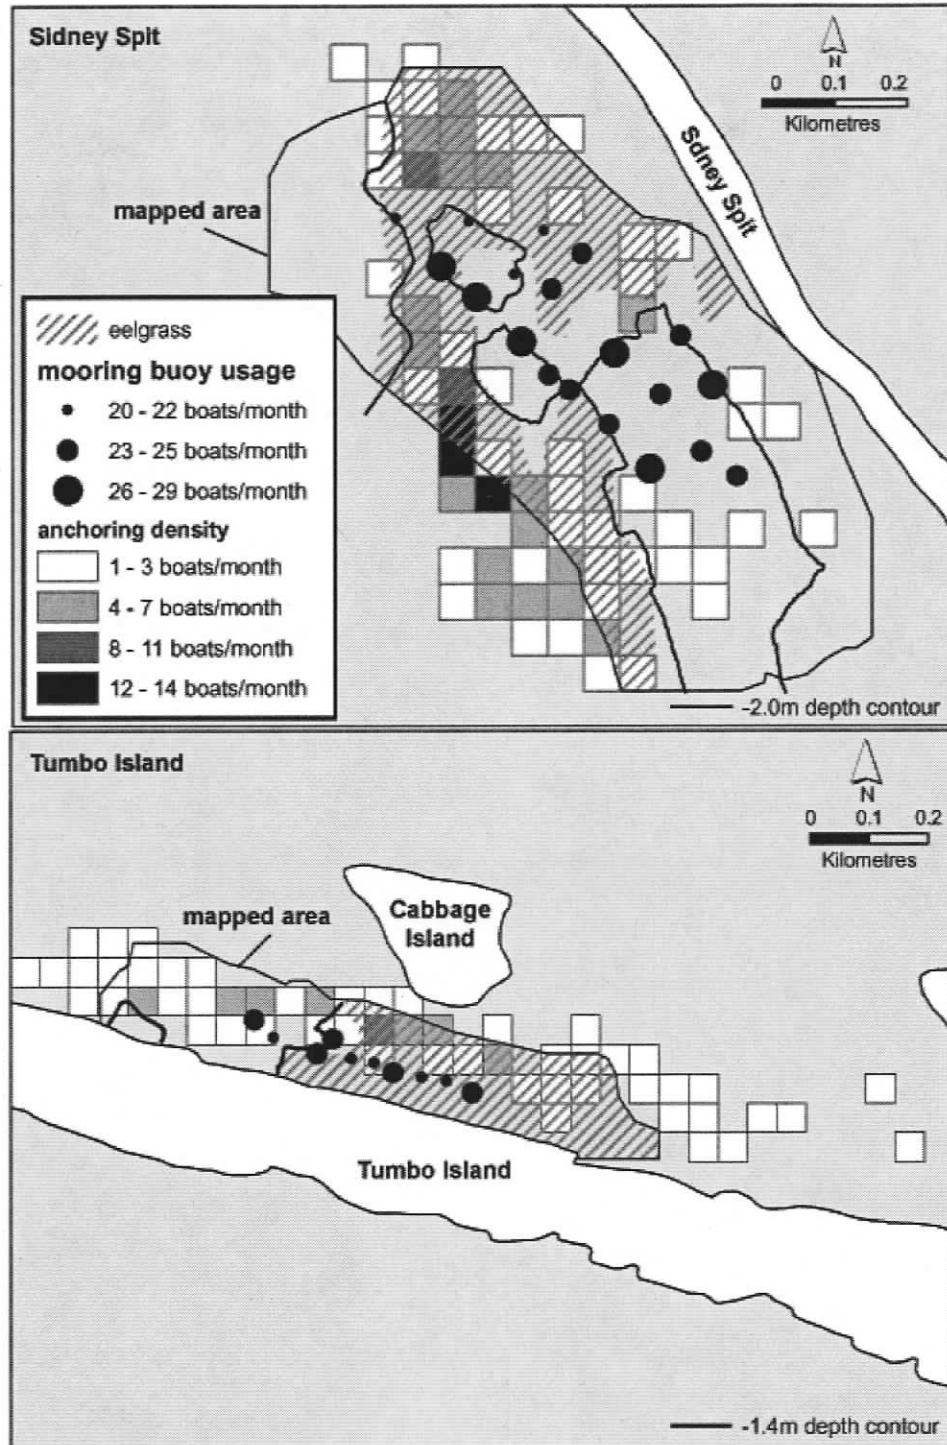 Sidney Spit
N
0 0.1 0.2
Kilometres
Sdney Spit
mapped area
eelgrass
mooring buoy usage
20 - 22 boats/month
23 - 25 boats/month
26 - 29 boats/month
anchoring density
1 - 3 boats/month
4 - 7 boats/month
8 - 11 boats/month
12 - 14 boats/month
-2.0m depth contour
Tumbo Island
N
0 0.1 0.2
Kilometres
mapped area
Cabbage
Island
Tumbo Island
-1.4m depth contour